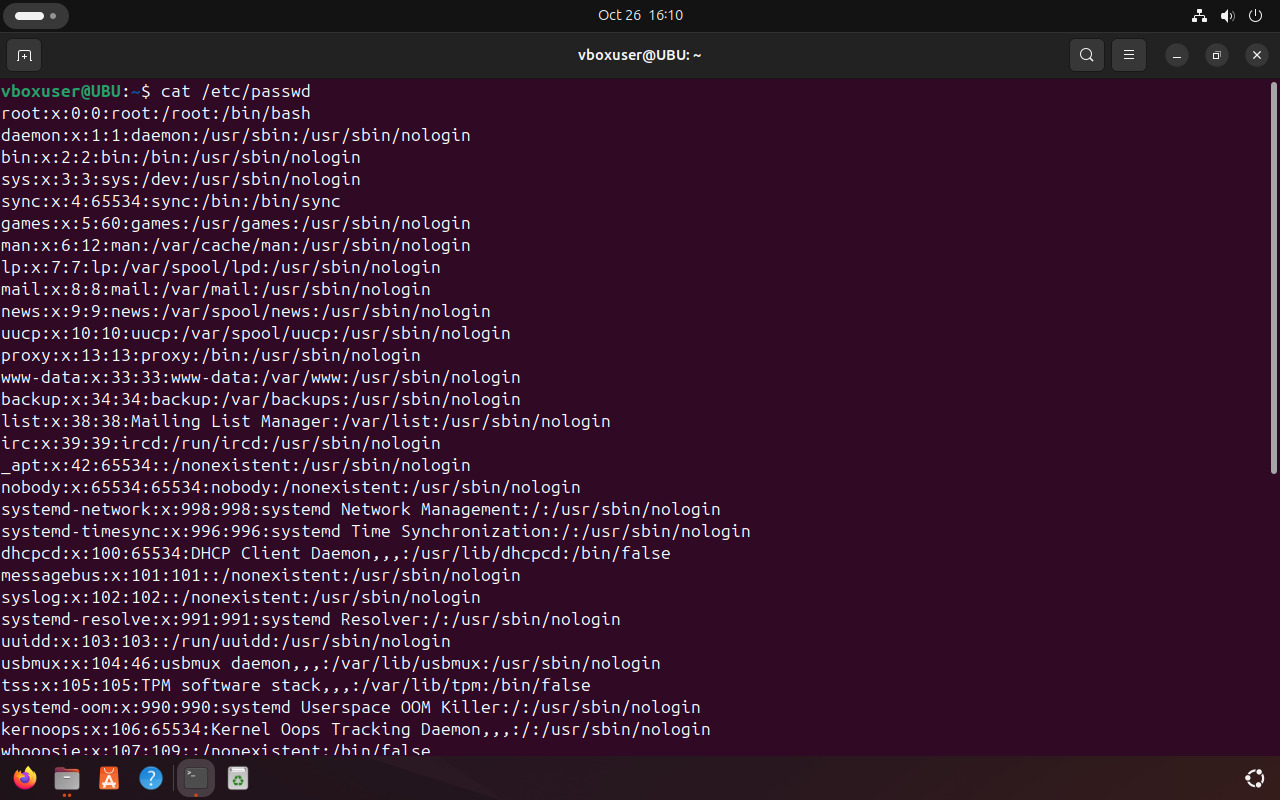 Oct 26 16:10
vboxuser@UBU: ~
vboxuser@UBU:~$ cat /etc/passwd
root:x:0:0:root:/root:/bin/bash
daemon:x:1:1:daemon:/usr/sbin:/usr/sbin/nologin
bin:x:2:2:bin:/bin:/usr/sbin/nologin
sys:x:3:3:sys:/dev:/usr/sbin/nologin
sync:x:4:65534:sync:/bin:/bin/sync
games:x:5:60:games:/usr/games:/usr/sbin/nologin
man:x:6:12:man:/var/cache/man:/usr/sbin/nologin
lp:x:7:7:lp:/var/spool/lpd:/usr/sbin/nologin
mail:x:8:8:mail:/var/mail:/usr/sbin/nologin
news:x:9:9:news:/var/spool/news:/usr/sbin/nologin
uucp:x:10:10:uucp:/var/spool/uucp:/usr/sbin/nologin
proxy:x:13:13:proxy:/bin:/usr/sbin/nologin
www-data:x:33:33:www-data:/var/www:/usr/sbin/nologin
backup:x:34:34:backup:/var/backups:/usr/sbin/nologin
list:x:38:38:Mailing List Manager:/var/list:/usr/sbin/nologin
irc:x:39:39:ircd:/run/ircd:/usr/sbin/nologin
_apt:x:42:65534::/nonexistent:/usr/sbin/nologin
nobody:x:65534:65534:nobody:/nonexistent:/usr/sbin/nologin
systemd-network:x:998:998:systemd Network Management:/:/usr/sbin/nologin
systemd-timesync:x:996:996:systemd Time Synchronization:/:/usr/sbin/nologin
dhcpcd:x:100:65534:DHCP Client Daemon,,,:/usr/lib/dhcpcd:/bin/false
messagebus:x:101:101::/nonexistent:/usr/sbin/nologin
syslog:x:102:102::/nonexistent:/usr/sbin/nologin
systemd-resolve:x:991:991:systemd Resolver:/:/usr/sbin/nologin
uuidd:x:103:103::/run/uuidd:/usr/sbin/nologin
usbmux:x:104:46:usbmux daemon,,,:/var/lib/usbmux:/usr/sbin/nologin
tss:x:105:105:TPM software stack,,,:/var/lib/tpm:/bin/false
systemd-oom:x:990:990:systemd Userspace OOM Killer:/:/usr/sbin/nologin
kernoops:x:106:65534:Kernel Oops Tracking Daemon,,,:/:/usr/sbin/nologin
whoopsie:x:107:109::/nonexistent:/bin/false